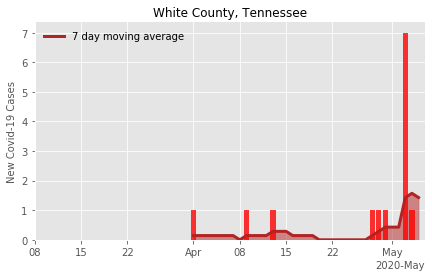 White County, Tennessee
7 day moving average
New Covid-19 Cases
7
6
5
4
3
2
1
0
08 15 22 Apr 08 15 22 May
2020-May